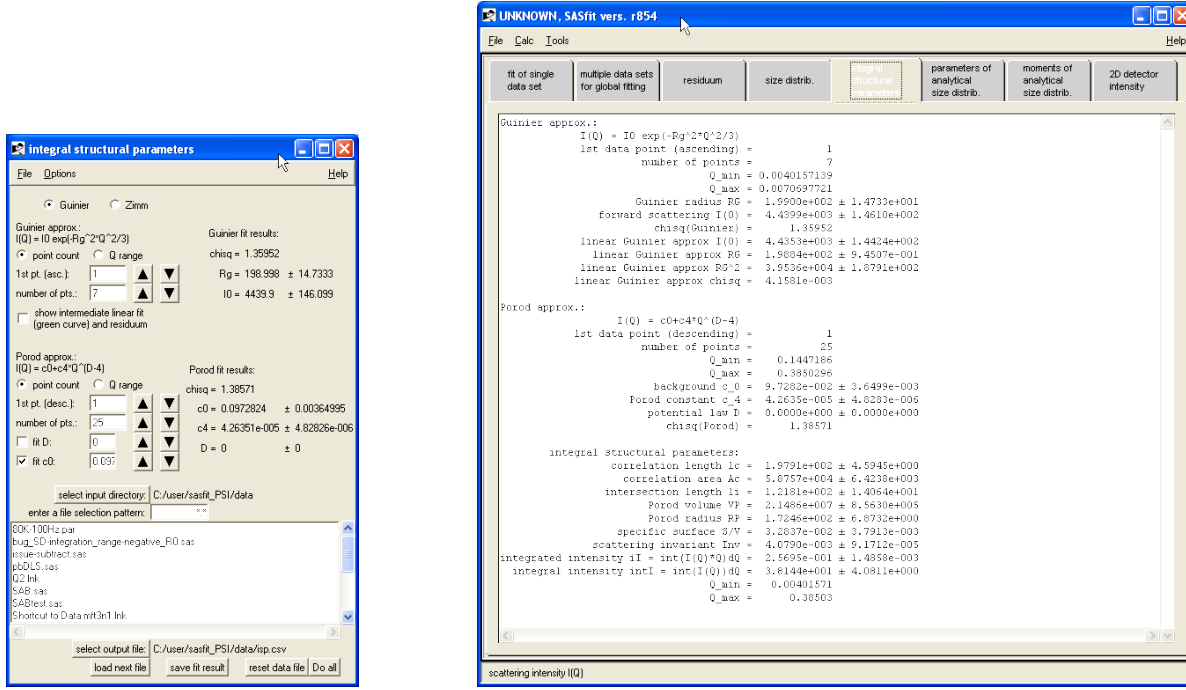 integral structural parameters
File Options Help
Guinier Zimm
Guinier approx.:
I(Q) = I0 exp(-Rg^2*Q^2/3)
point count Q range
1st pt. (asc.): 1
number of pts.: 7
show intermediate linear fit
(green curve) and residuum
Guinier fit results:
chisq = 1.35952
Rg = 198.998 ± 14.7333
I0 = 4439.9 ± 146.099
Porod approx.:
I(Q) = c0+c4*Q^(D-4)
point count Q range
1st pt. (desc.): 1
number of pts.: 25
fit D: 0
fit c0: 0.097
Porod fit results:
chisq = 1.38571
c0 = 0.0972824 ± 0.00364995
c4 = 4.26351e-005 ± 4.82826e-006
D = 0 ± 0
select input directory: C:/user/sasfit_PSI/data
enter a file selection pattern: *.*
80K-100Hz.par
bug_SD-integration_range-negative_R0.sas
issue-subtract.sas
pbDLS.sas
Q2.lnk
SAB.sas
SABtest.sas
Shortcut to Data mft3n1.lnk
select output file: C:/user/sasfit_PSI/data/isp.csv
load next file save fit result reset data file Do all
UNKNOWN, SASfit vers. r854
File Calc Tools Help
fit of single
data set
multiple data sets
for global fitting
residuum
size distrib.
integral
structural
parameters
parameters of
analytical
size distrib.
moments of
analytical
size distrib.
2D detector
intensity
Guinier approx.:
I(Q) = I0 exp(-Rg^2*Q^2/3)
1st data point (ascending) = 1
number of points = 7
Q_min = 0.0040157139
Q_max = 0.0070697721
Guinier radius RG = 1.9900e+002 ± 1.4733e+001
forward scattering I(0) = 4.4399e+003 ± 1.4610e+002
chisq(Guinier) = 1.35952
linear Guinier approx I(0) = 4.4353e+003 ± 1.4424e+002
linear Guinier approx RG = 1.9884e+002 ± 9.4507e-001
linear Guinier approx RG^2 = 3.9536e+004 ± 1.8791e+002
linear Guinier approx chisq = 4.1581e-003
Porod approx.:
I(Q) = c0+c4*Q^(D-4)
1st data point (descending) = 1
number of points = 25
Q_min = 0.1447186
Q_max = 0.3850296
background c_0 = 9.7282e-002 ± 3.6499e-003
Porod constant c_4 = 4.2635e-005 ± 4.8283e-006
potential law D = 0.0000e+000 ± 0.0000e+000
chisq(Porod) = 1.38571
integral structural parameters:
correlation length lc = 1.9791e+002 ± 4.5945e+000
correlation area Ac = 5.8757e+004 ± 6.4238e+003
intersection length li = 1.2181e+002 ± 1.4064e+001
Porod volume VP = 2.1486e+007 ± 8.5630e+005
Porod radius RP = 1.7246e+002 ± 6.8732e+000
specific surface S/V = 3.2837e-002 ± 3.7913e-003
scattering invariant Inv = 4.0790e-003 ± 9.1712e-005
integrated intensity iI = int(I(Q)*Q)dQ = 2.5695e-001 ± 1.4858e-003
integral intensity intI = int(I(Q))dQ = 3.8144e+001 ± 4.0811e+000
Q_min = 0.00401571
Q_max = 0.38503
scattering intensity I(Q)